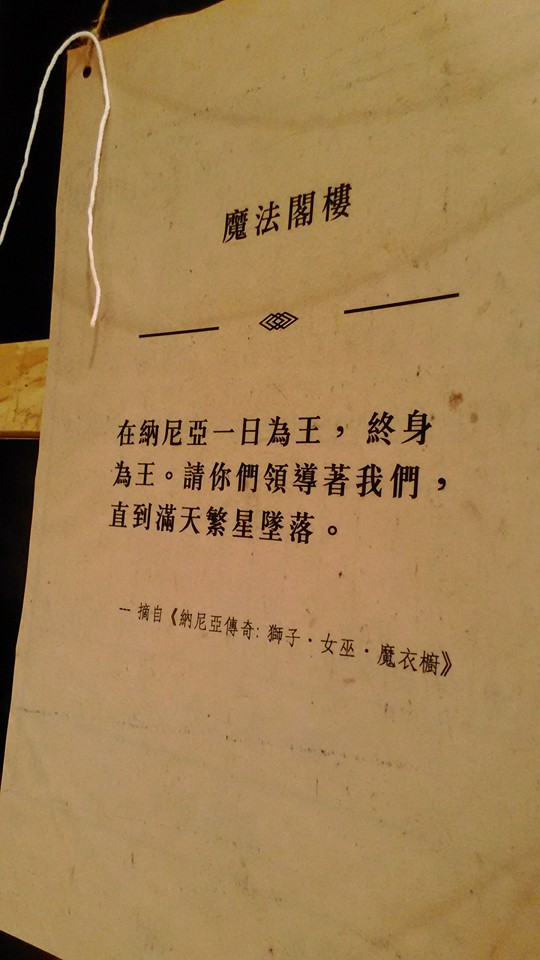 魔法閣樓
在納尼亞一日為王，終身
為王。請你們領導著我們，
直到滿天繁星墜落。
— 摘自《納尼亞傳奇: 獅子·女巫·魔衣櫥》